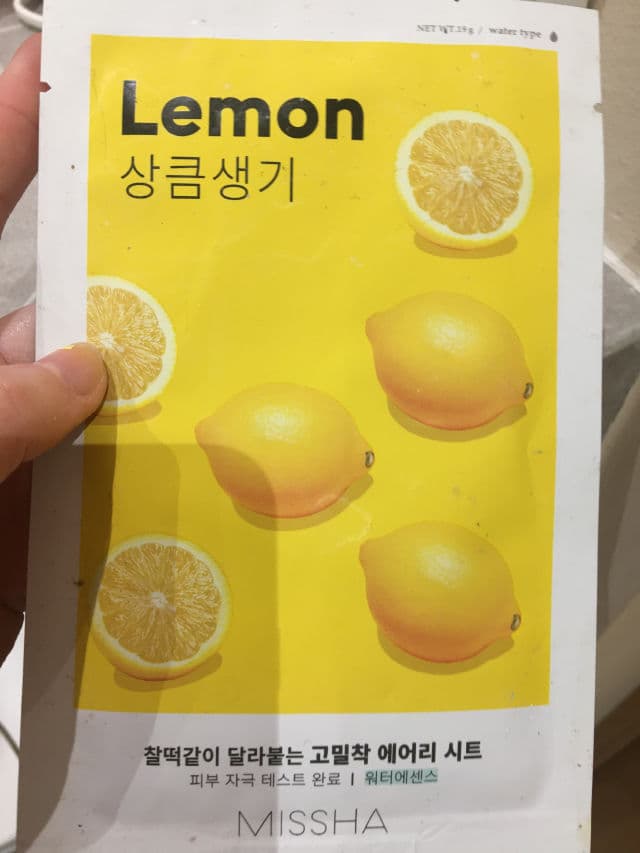 NET WT.19g / water type
Lemon
상큼생기
찰떡같이 달라붙는 고밀착 에어리 시트
피부 자극 테스트 완료 | 워터에센스
MISSHA